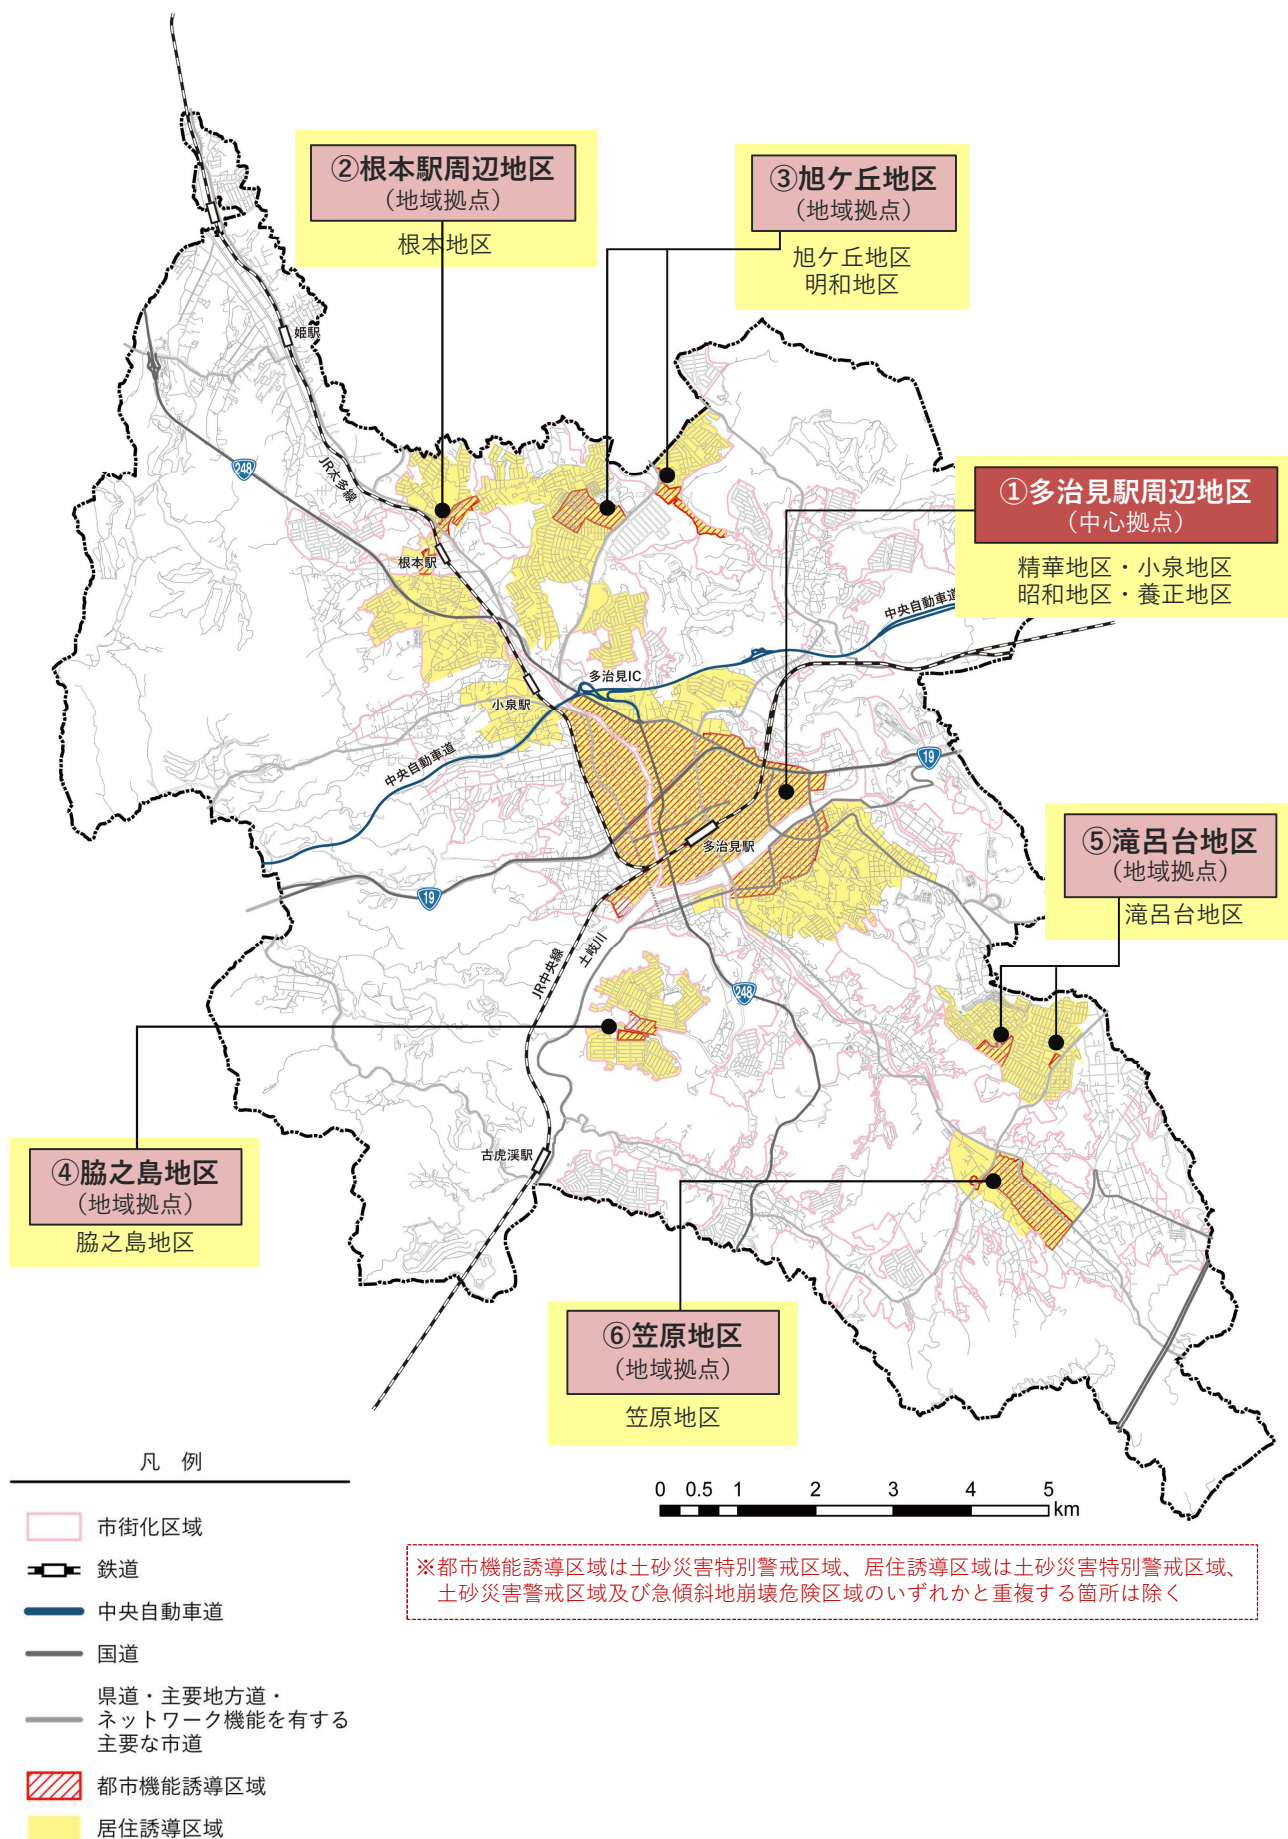 ②根本駅周辺地区
（地域拠点）
根本地区
③旭ケ丘地区
（地域拠点）
旭ケ丘地区
明和地区
姫駅
248
JR太多線
①多治見駅周辺地区
（中心拠点）
精華地区・小泉地区
昭和地区・養正地区
根本駅
中央自動車道
多治見IC
小泉駅
中央自動車道
19
多治見駅
⑤滝呂台地区
（地域拠点）
滝呂台地区
19
土岐川
JR中央線
248
古虎渓駅
④脇之島地区
（地域拠点）
脇之島地区
⑥笠原地区
（地域拠点）
笠原地区
凡 例
市街化区域
鉄道
中央自動車道
国道
県道・主要地方道・
ネットワーク機能を有する
主要な市道
都市機能誘導区域
居住誘導区域
0 0.5 1 2 3 4 5
km
※都市機能誘導区域は土砂災害特別警戒区域、居住誘導区域は土砂災害特別警戒区域、
土砂災害警戒区域及び急傾斜地崩壊危険区域のいずれかと重複する箇所は除く